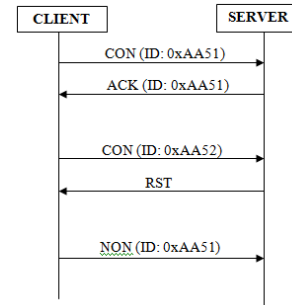 CLIENT
SERVER
CON (ID: 0xAA51)
ACK (ID: 0xAA51)
CON (ID: 0xAA52)
RST
NON (ID: 0xAA51)